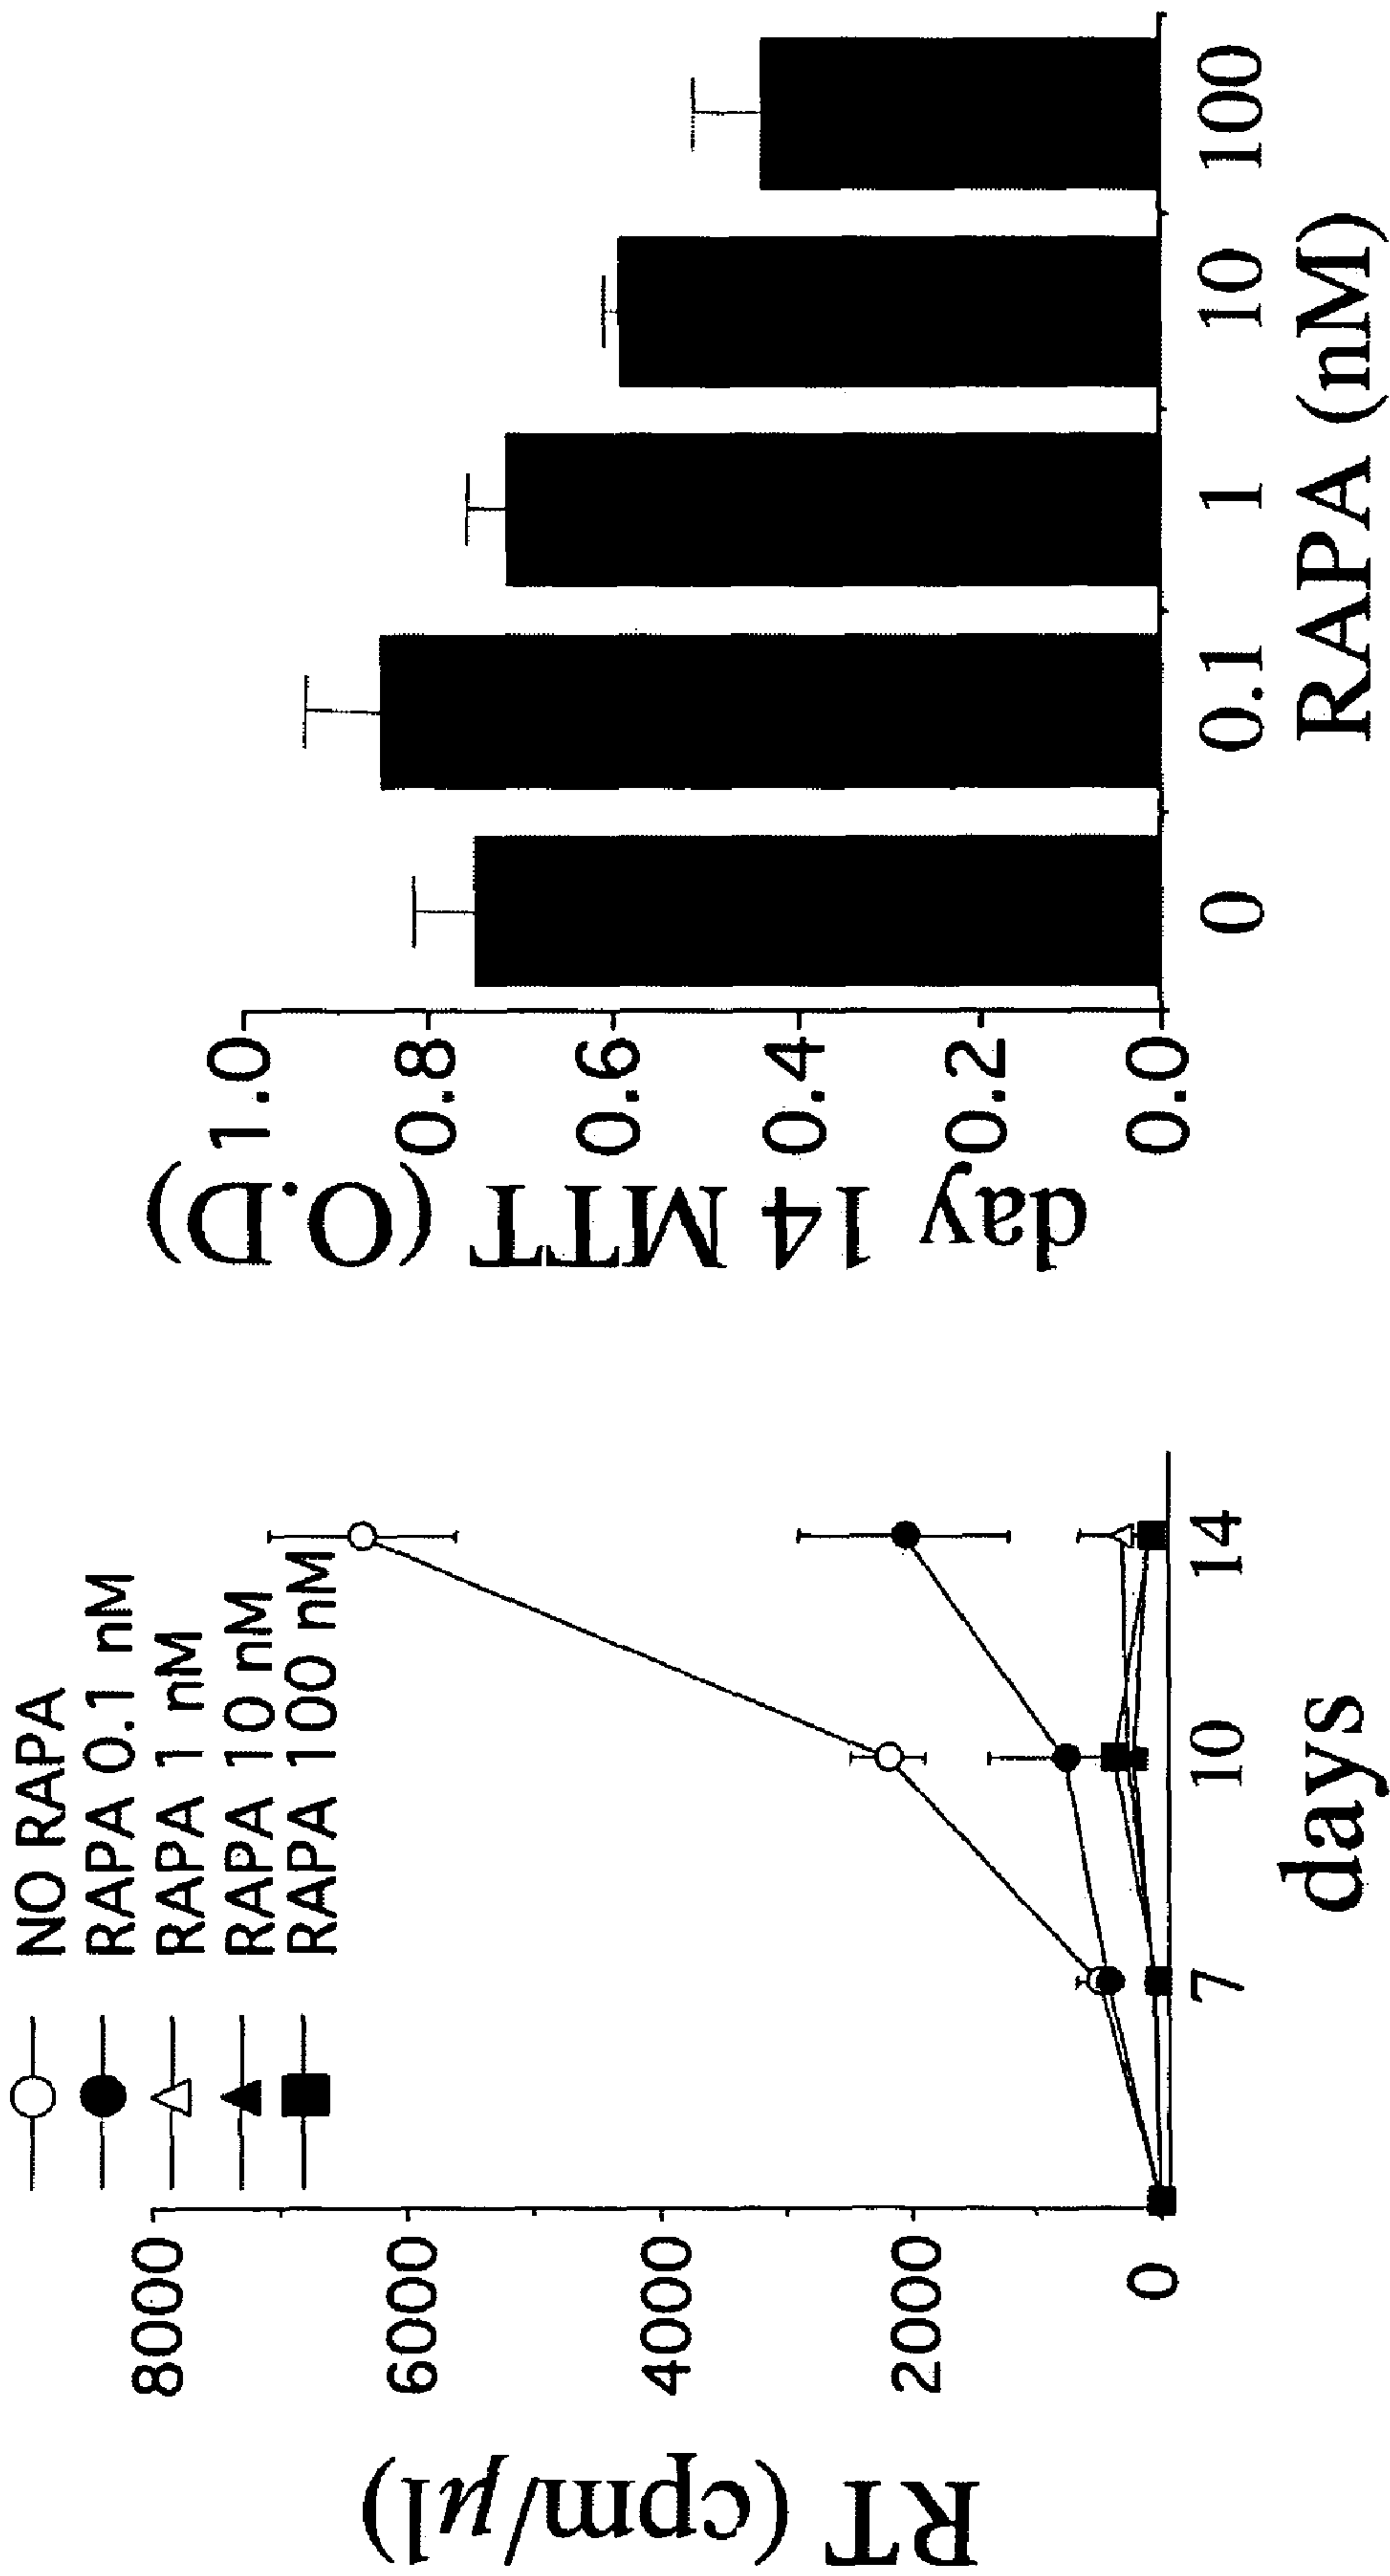 NO RAPA
RAPA 0.1 nM
RAPA 1 nM
RAPA 10 nM
RAPA 100 nM
RT (cpm/µl)
8000
6000
4000
2000
0
7
10
14
days
day 14 MTT (O.D)
1.0
0.8
0.6
0.4
0.2
0.0
0
0.1
1
10
100
RAPA (nM)